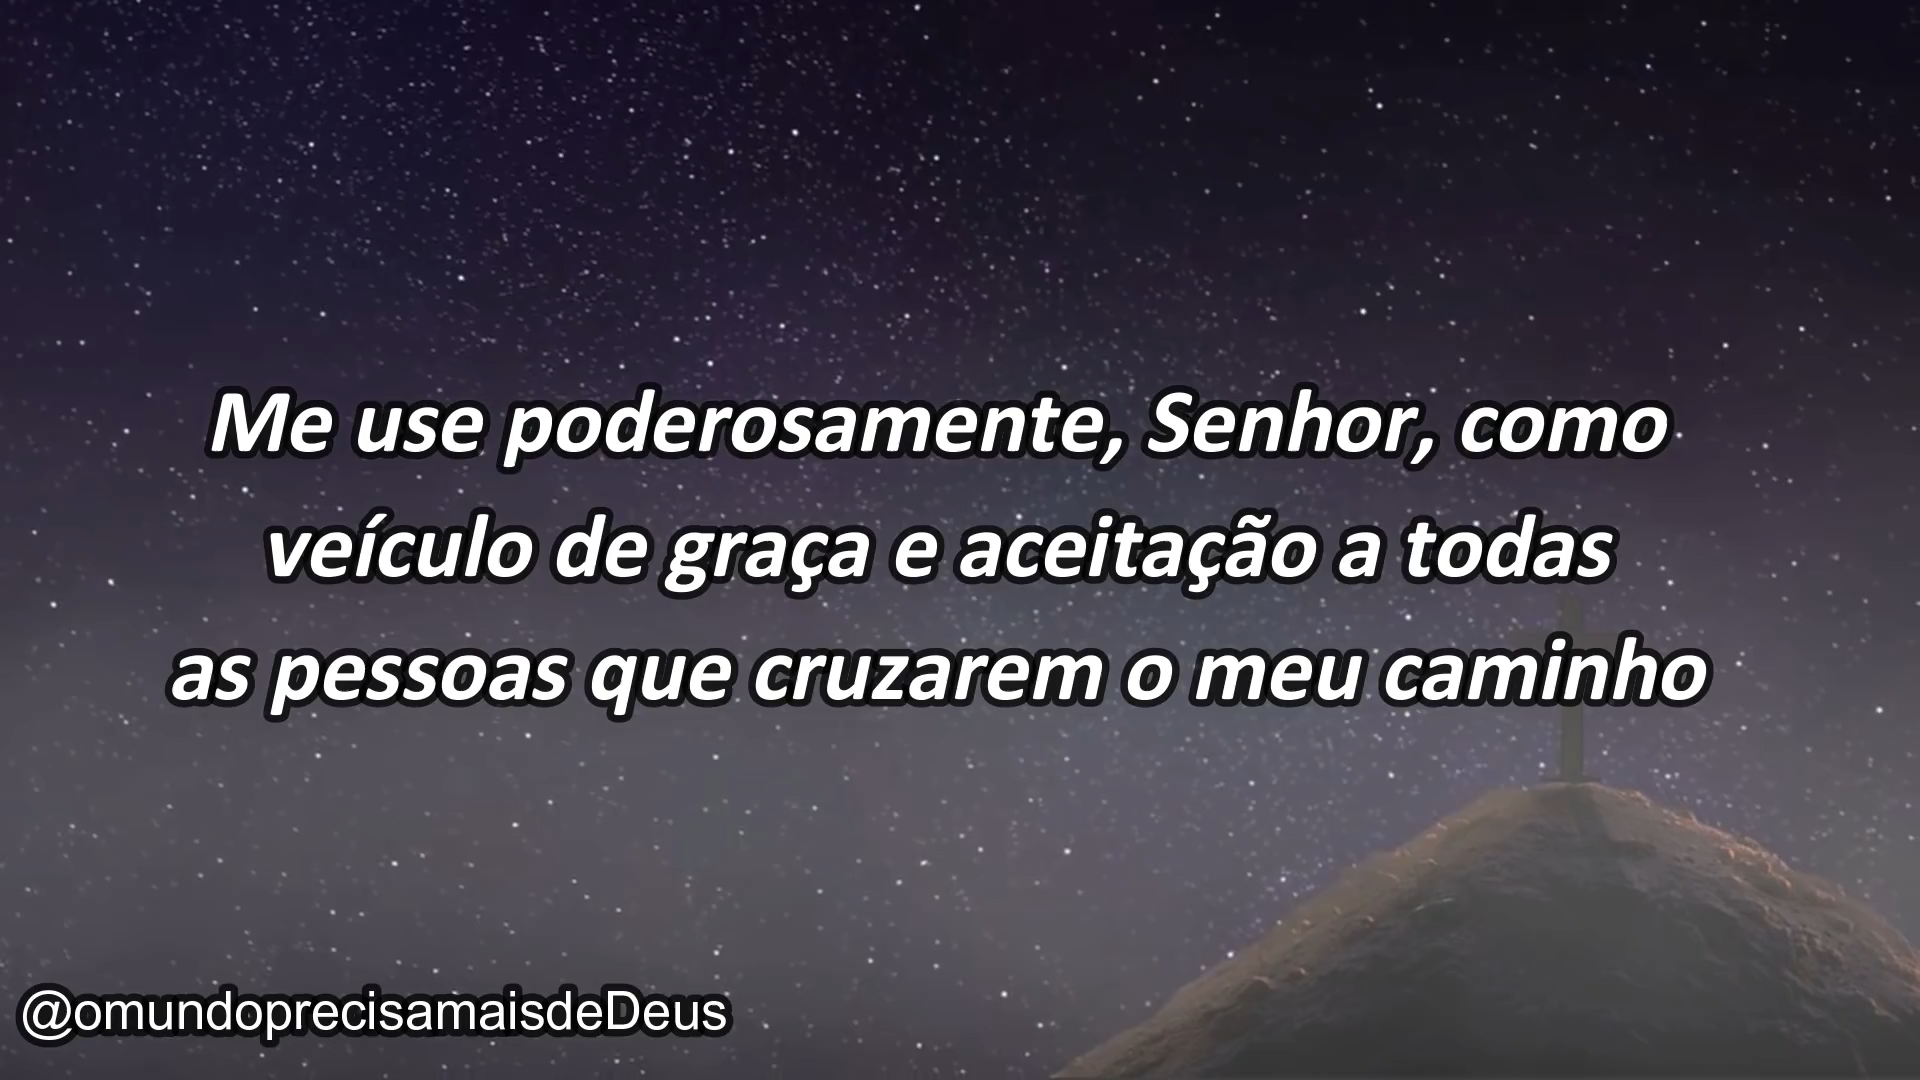 Me use poderosamente, Senhor, como
veículo de graça e aceitação a todas
as pessoas que cruzarem o meu caminho
@omundoprecisamaisdeDeus